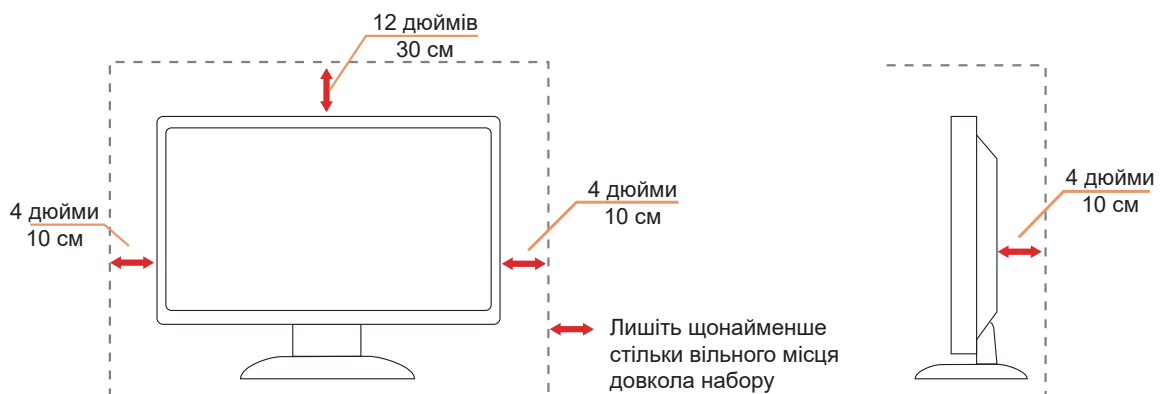 12 дюймів
30 см
4 дюйми
10 см
4 дюйми
10 см
4 дюйми
10 см
Лишіть щонайменше
стільки вільного місця
довкола набору